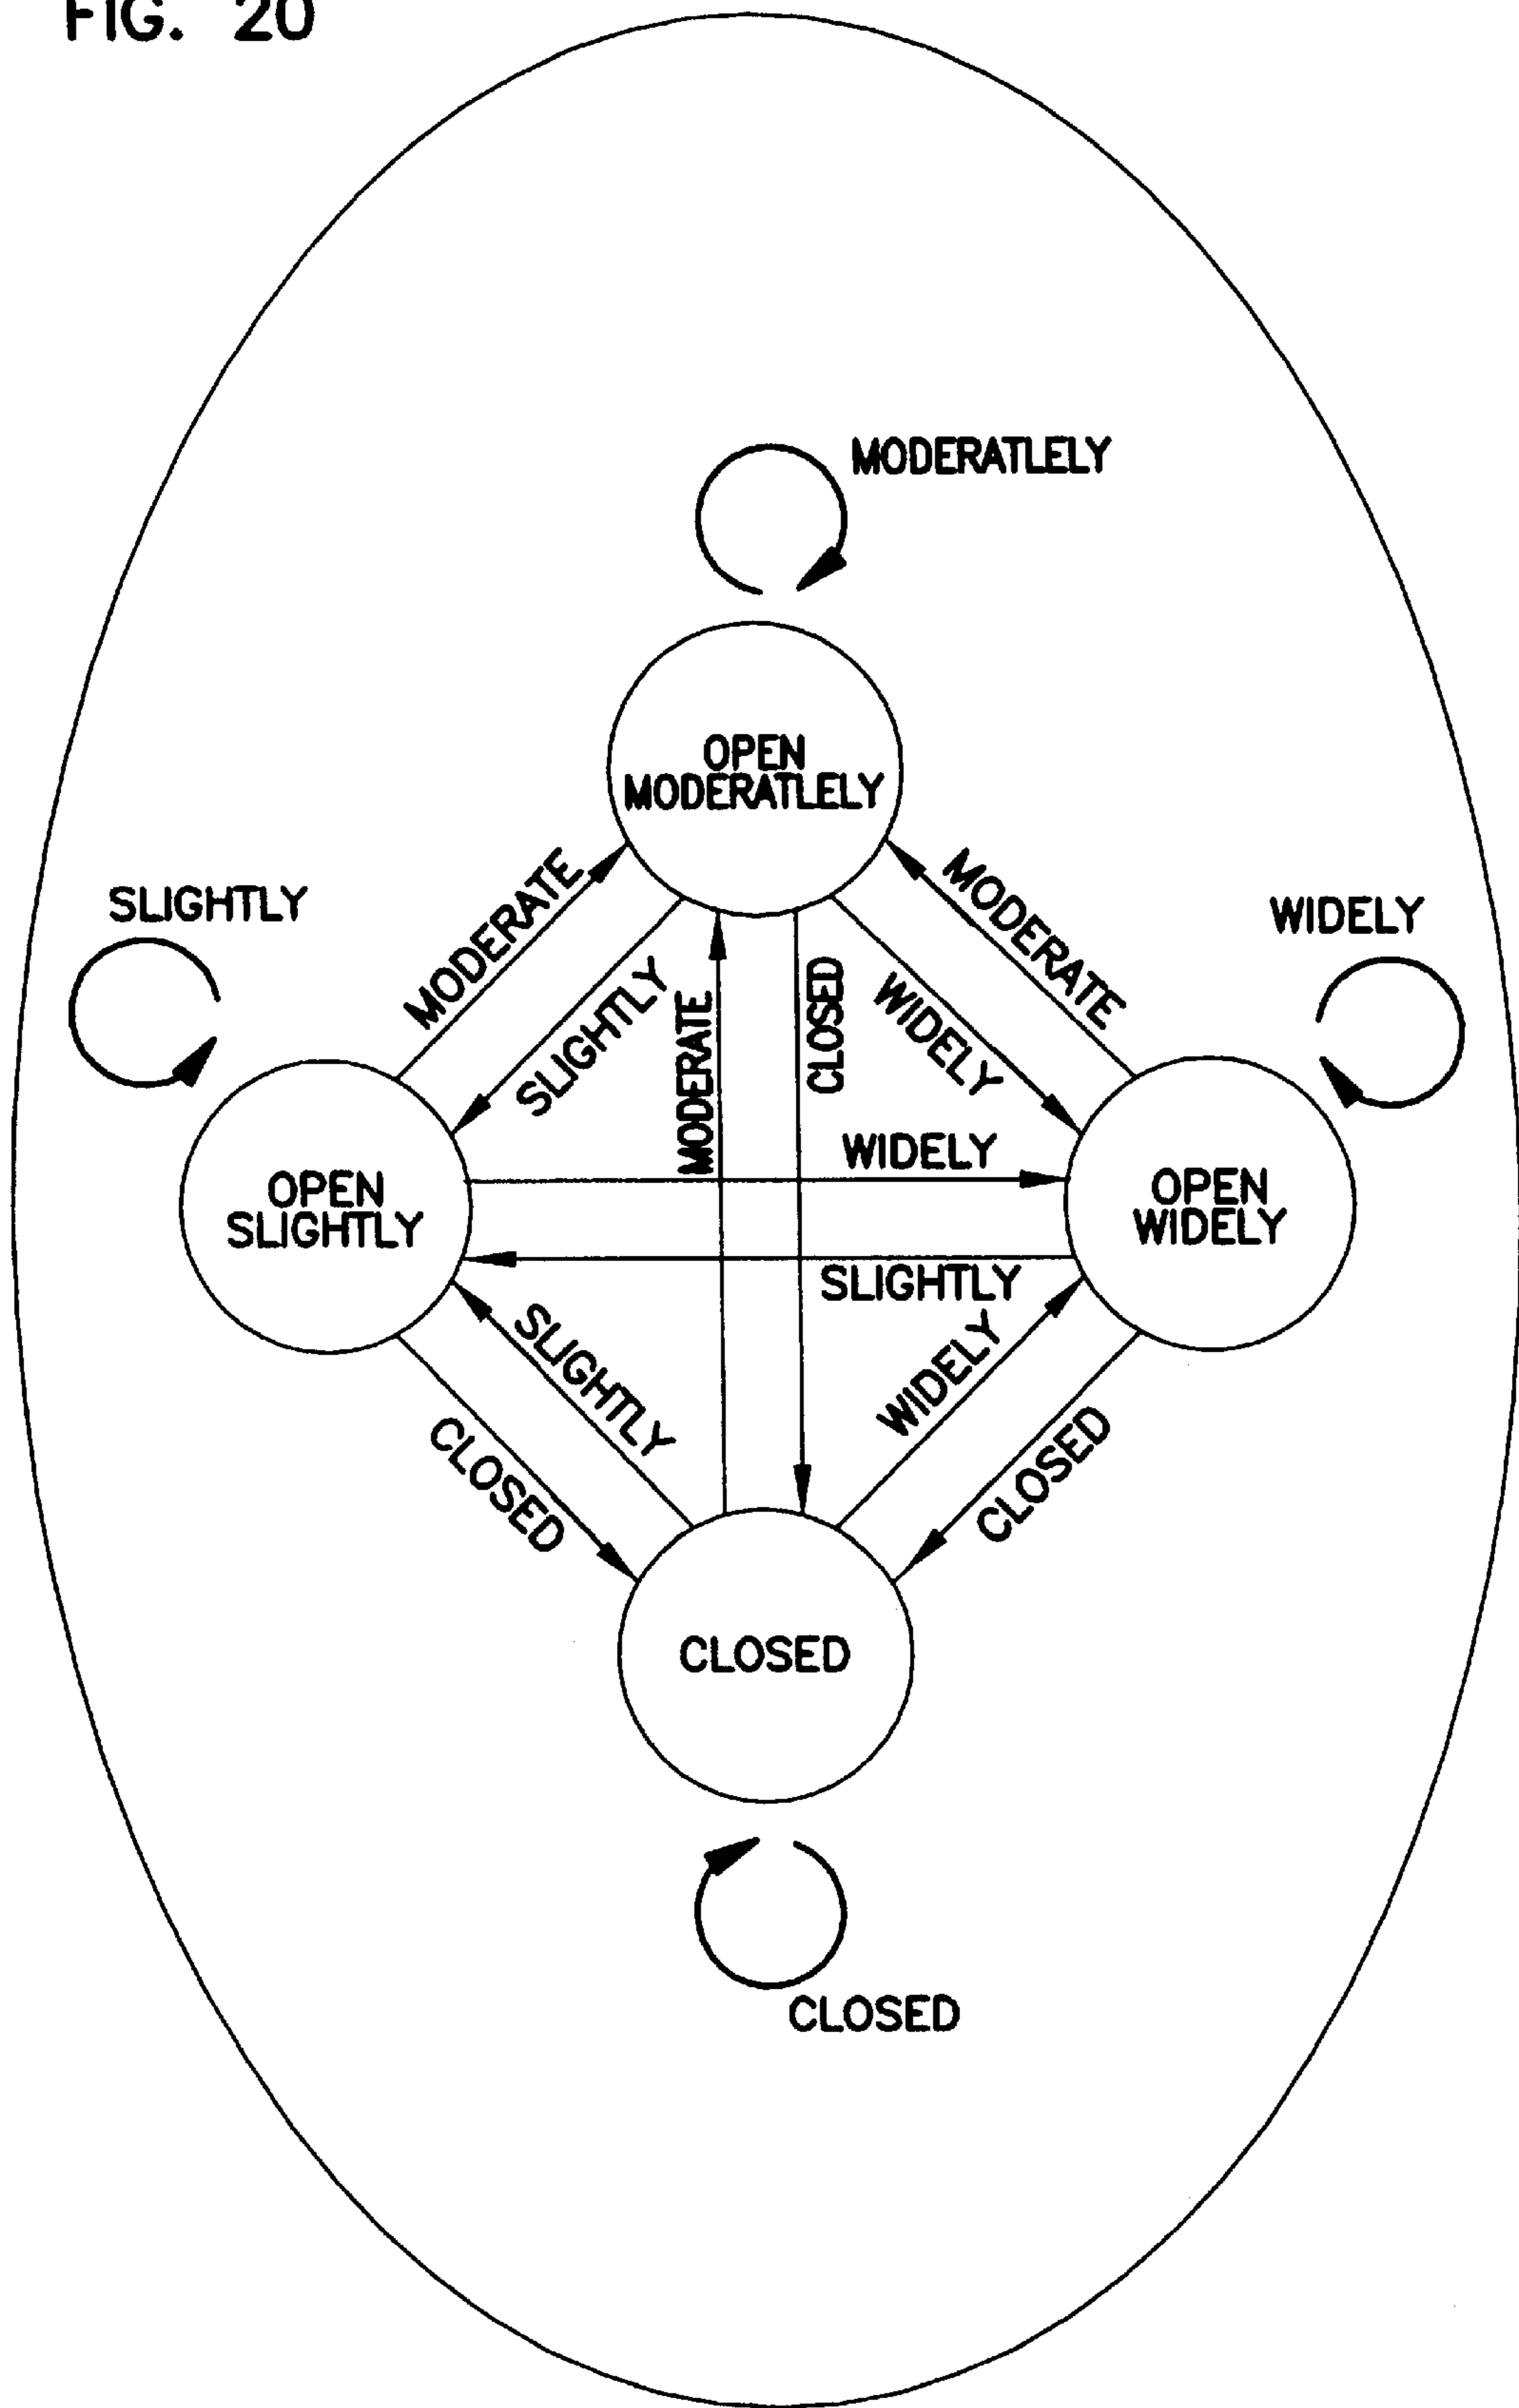 FIG. 20
MODERATLELY
OPEN
MODERATLELY
SLIGHTLY
MODERATE
SLIGHTLY
MODERATE
CLOSED
WIDELY
MODERATE
WIDELY
OPEN
SLIGHTLY
WIDELY
OPEN
WIDELY
SLIGHTLY
SLIGHTLY
WIDELY
CLOSED
CLOSED
CLOSED
CLOSED